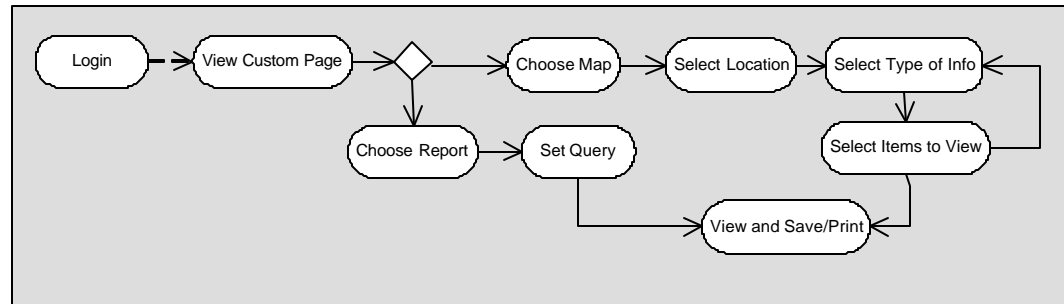 Login
View Custom Page
Choose Map
Select Location
Select Type of Info
Choose Report
Set Query
Select Items to View
View and Save/Print